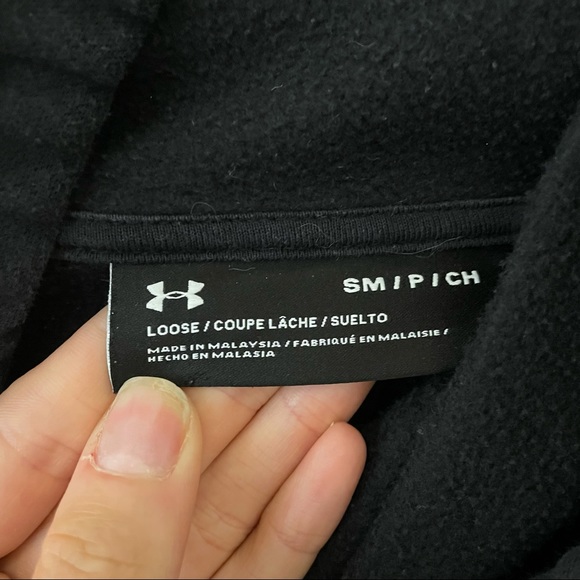 SM / P / CH
LOOSE / COUPE LÂCHE / SUELTO
MADE IN MALAYSIA / FABRIQUÉ EN MALAISIE /
HECHO EN MALASIA